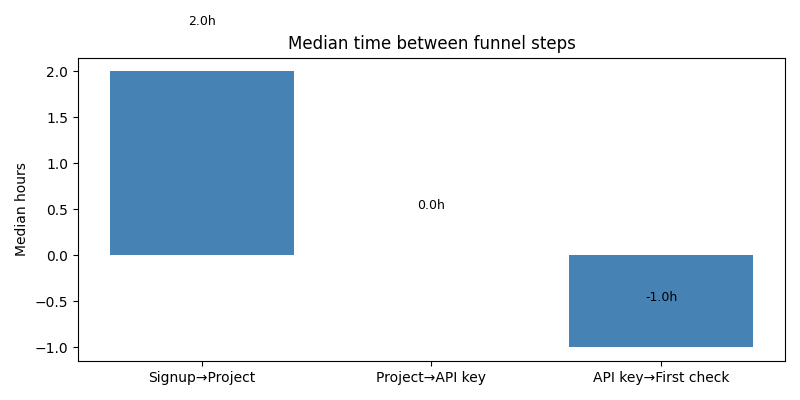 2.0h
Median time between funnel steps
2.0
1.5
1.0
0.5
0.0
−0.5
−1.0
Median hours
0.0h
-1.0h
Signup→Project
Project→API key
API key→First check